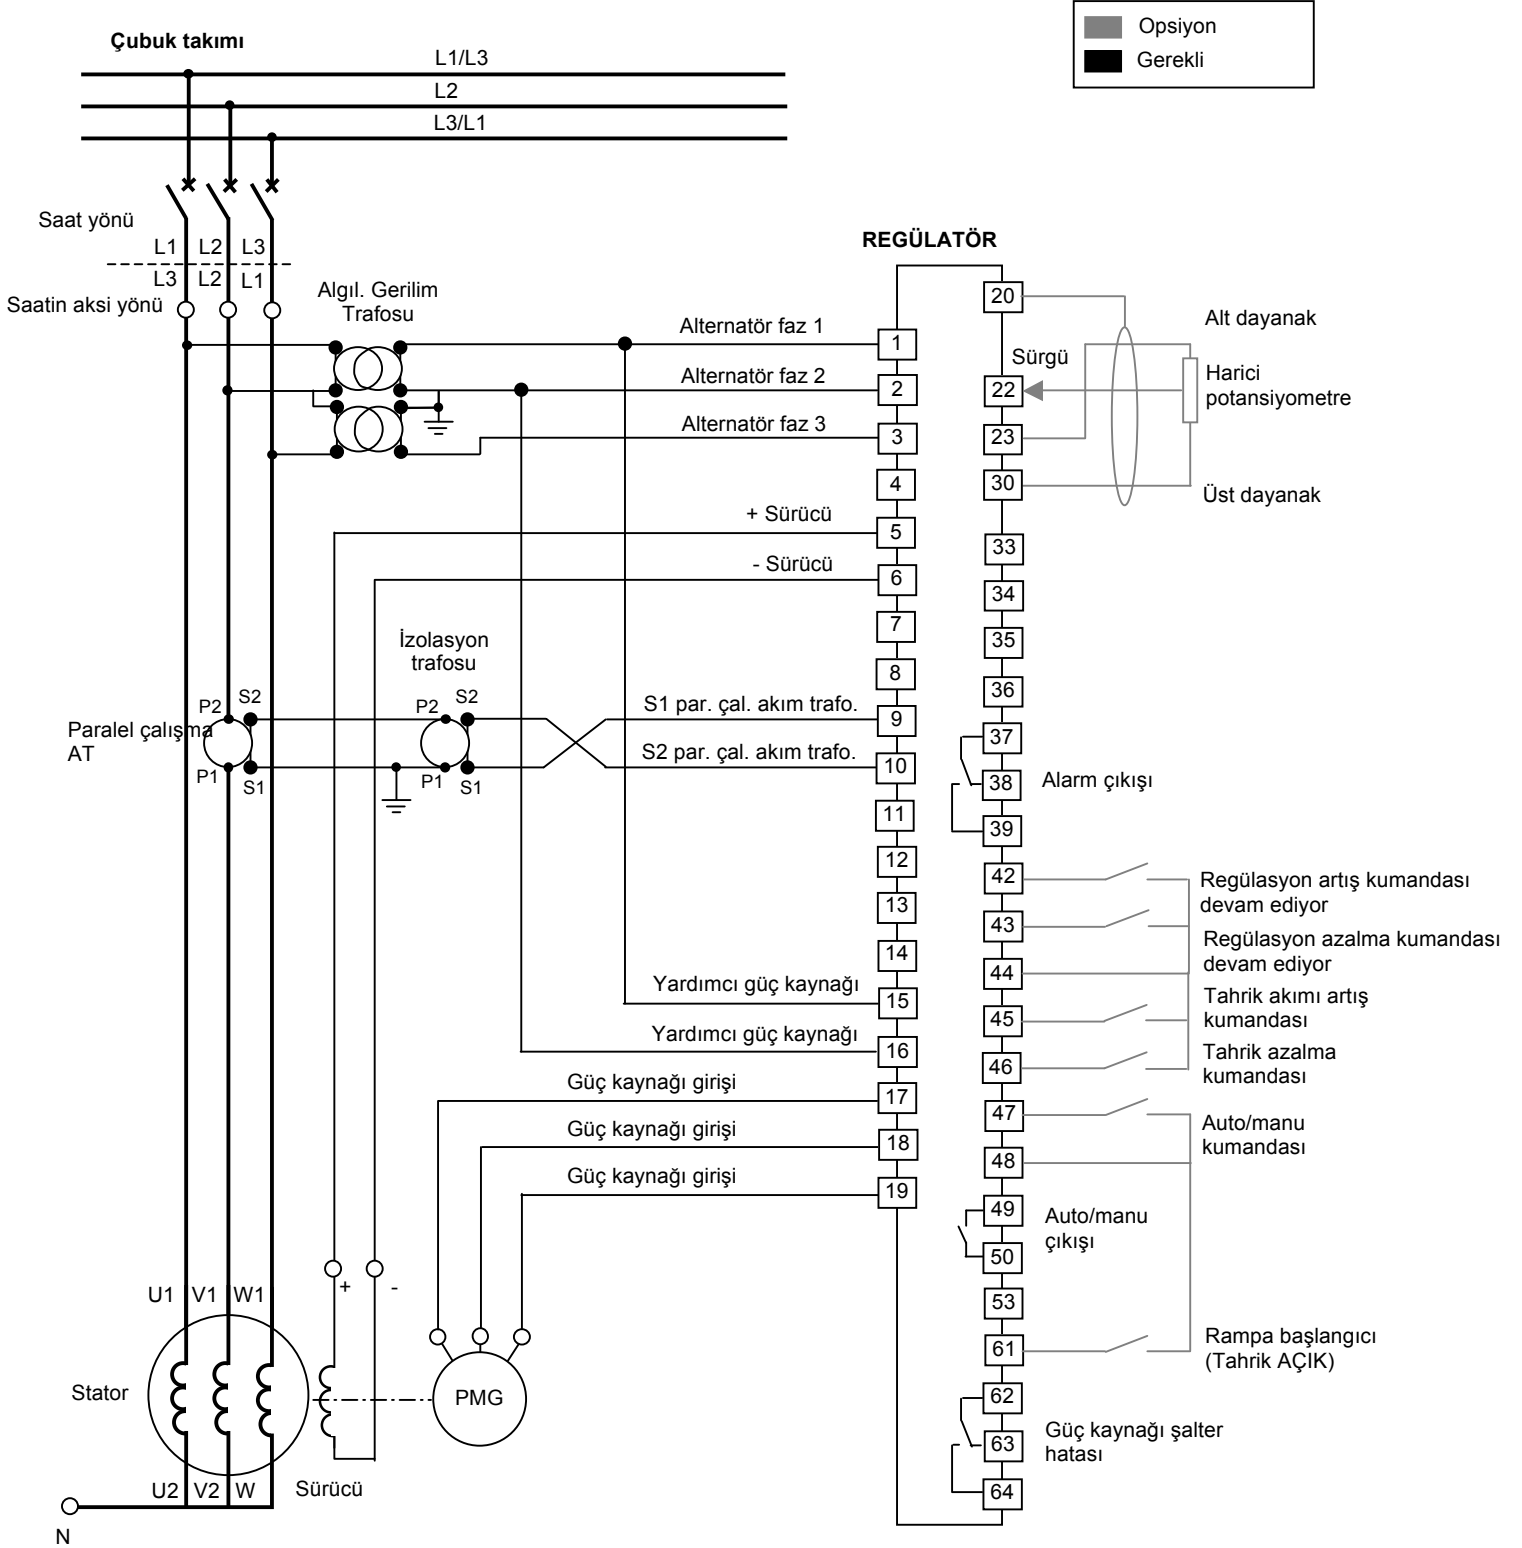 Opsiyon
Gerekli
Çubuk takımı
L1/L3
L2
L3/L1
Saat yönü
L1 L2 L3
L3 L2 L1
Saatin aksi yönü
Algıl. Gerilim
Trafosu
REGÜLATÖR
Alternatör faz 1
1
Alternatör faz 2
2
Alternatör faz 3
3
4
+ Sürücü
5
- Sürücü
6
7
8
İzolasyon
trafosu
P2 S2
P2 S2
Paralel çalışma
AT
P1 S1
P1 S1
S1 par. çal. akım trafo.
9
S2 par. çal. akım trafo.
10
11
12
13
14
Yardımcı güç kaynağı
15
Yardımcı güç kaynağı
16
Güç kaynağı girişi
17
Güç kaynağı girişi
18
Güç kaynağı girişi
19
20
Alt dayanak
Sürgü
22
Harici
potansiyometre
23
30
Üst dayanak
33
34
35
36
37
38
Alarm çıkışı
39
42
Regülasyon artış kumandası
devam ediyor
43
Regülasyon azalma kumandası
devam ediyor
44
45
Tahrik akımı artış
kumandası
46
Tahrik azalma
kumandası
47
Auto/manu
kumandası
48
49
Auto/manu
çıkışı
50
53
61
Rampa başlangıcı
(Tahrik AÇIK)
62
63
Güç kaynağı şalter
hatası
64
+ -
U1 V1 W1
Stator
PMG
U2 V2 W
Sürücü
N